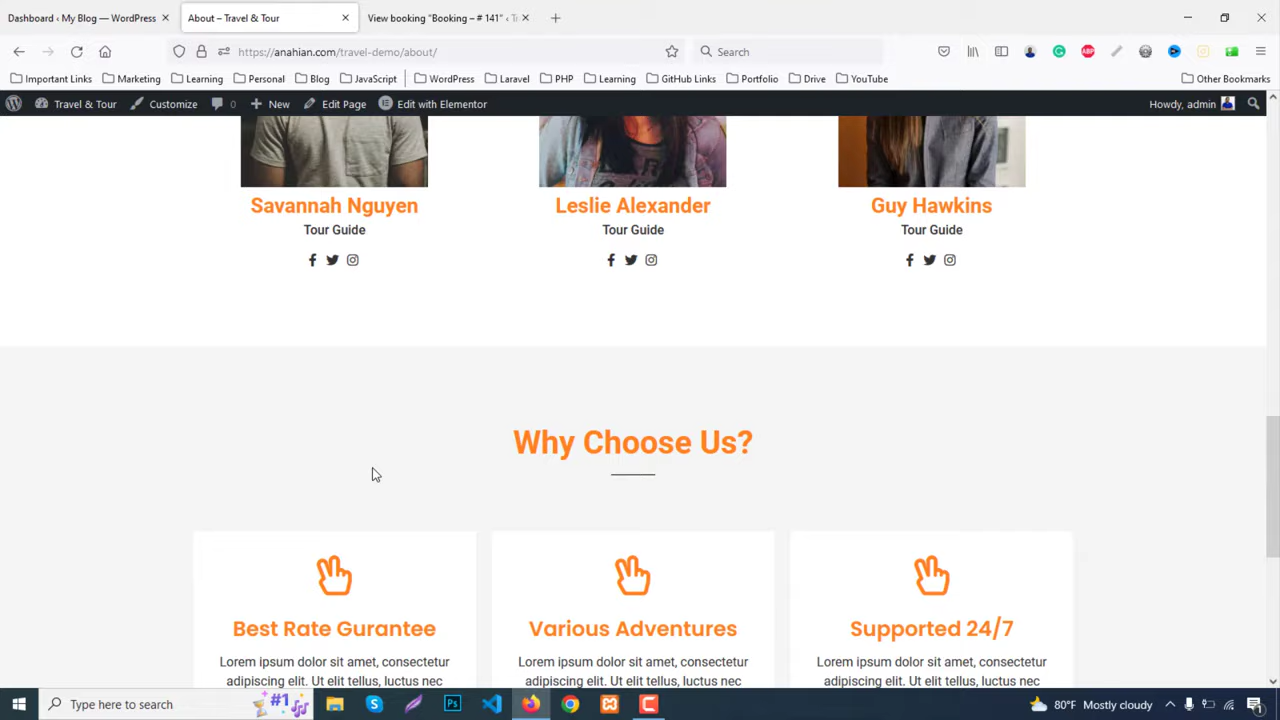 Dashboard ‹ My Blog — WordPress
About – Travel & Tour
View booking "Booking – # 141" ‹ T
https://anahian.com/travel-demo/about/
Search
Important Links
Marketing
Learning
Personal
Blog
JavaScript
WordPress
Laravel
PHP
Learning
GitHub Links
Portfolio
Drive
YouTube
Other Bookmarks
Travel & Tour
Customize
0
New
Edit Page
Edit with Elementor
Howdy, admin
Savannah Nguyen
Leslie Alexander
Guy Hawkins
Tour Guide
Tour Guide
Tour Guide
Why Choose Us?
Best Rate Gurantee
Various Adventures
Supported 24/7
Lorem ipsum dolor sit amet, consectetur
adipiscing elit. Ut elit tellus, luctus nec
Lorem ipsum dolor sit amet, consectetur
adipiscing elit. Ut elit tellus, luctus nec
Lorem ipsum dolor sit amet, consectetur
adipiscing elit. Ut elit tellus, luctus nec
Type here to search
#1
80°F Mostly cloudy